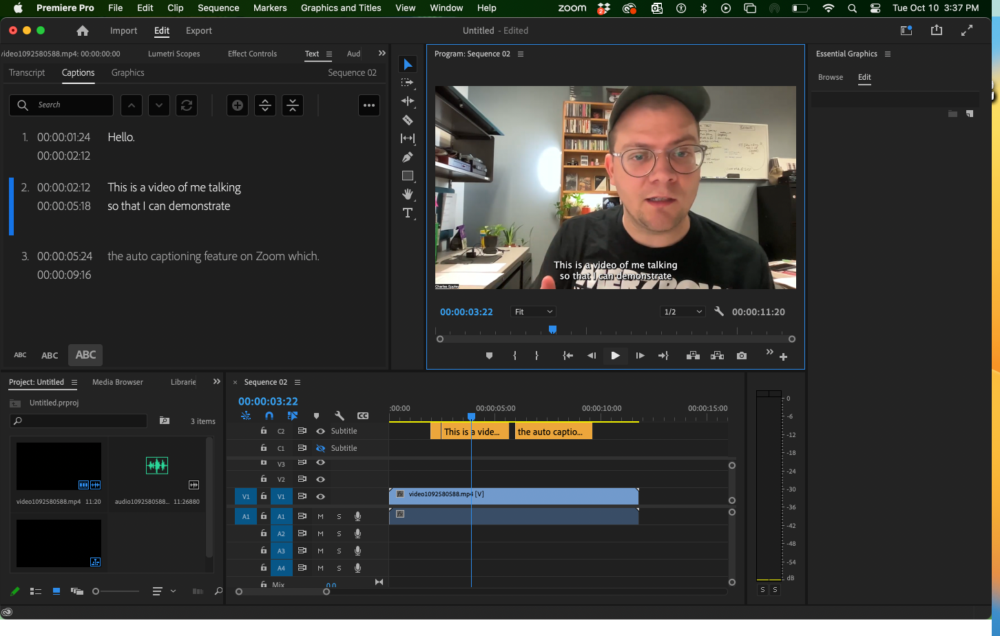 Premiere Pro File Edit Clip Sequence Markers Graphics and Titles View Window Help zoom 2 Tue Oct 10 3:37 PM
Import Edit Export Untitled - Edited
video1092580588.mp4: 00:00:00:00 Lumetri Scopes Effect Controls Text Aud
Transcript Captions Graphics Sequence 02
Search
1. 00:00:01:24 Hello.
00:00:02:12
2. 00:00:02:12 This is a video of me talking
00:00:05:18 so that I can demonstrate
3. 00:00:05:24 the auto captioning feature on Zoom which.
00:00:09:16
ABC ABC ABC
T
Program: Sequence 02
This is a video of me talking
so that I can demonstrate
Charles Eppley
00:00:03:22 Fit 1/2 00:00:11:20
Essential Graphics
Browse Edit
Project: Untitled Media Browser Librarie
Untitled.prproj
3 items
video1092580588.mp4 11:20 audio1092580588... 11:26880
× Sequence 02
00:00:03:22
CC
:00:00 00:00:05:00 00:00:10:00 00:00:15:00
C2 Subtitle This is a vide... the auto captio...
C1 Subtitle
V3
V2
V1 V1 fx video1092580588.mp4 [V]
A1 A1 M S fx
A2 M S
A3 M S
A4 M S
Mix 0.0
0
-6
-12
-18
-24
-30
-36
-42
-48
-54
dB
S S